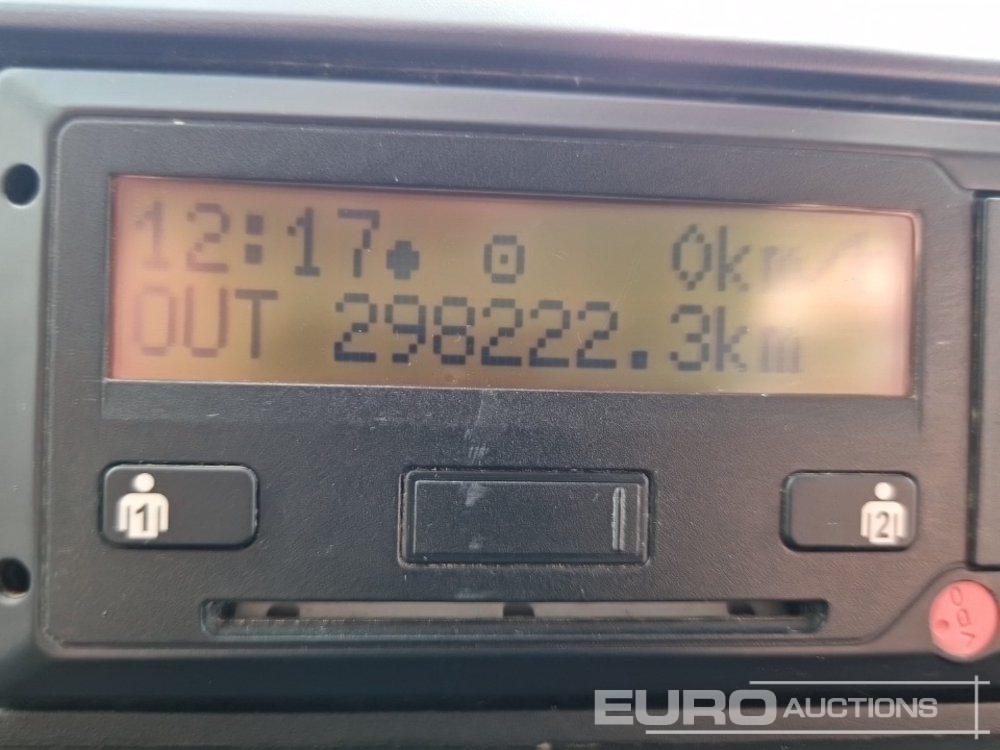 12:17 0km/h
OUT 298222.3km
1
2
VDO
EURO AUCTIONS